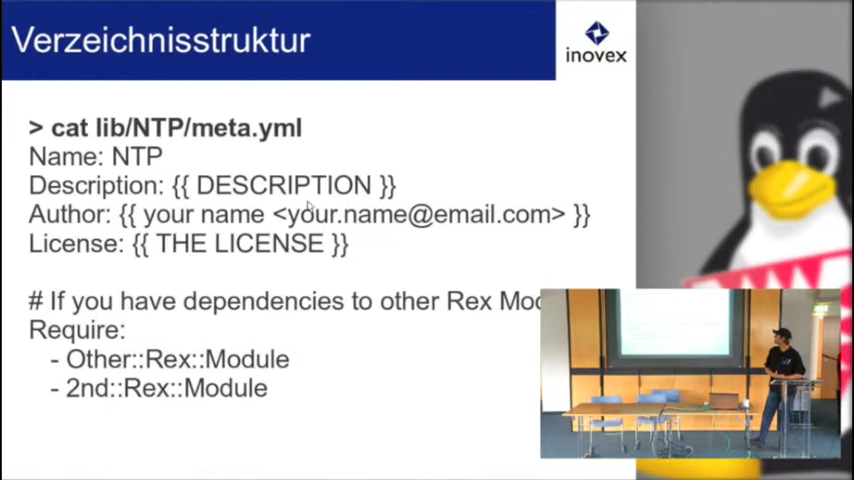 Verzeichnisstruktur
inovex
> cat lib/NTP/meta.yml
Name: NTP
Description: {{ DESCRIPTION }}
Author: {{ your name <your.name@email.com> }}
License: {{ THE LICENSE }}
# If you have dependencies to other Rex
Require:
- Other::Rex::Module
- 2nd::Rex::Module